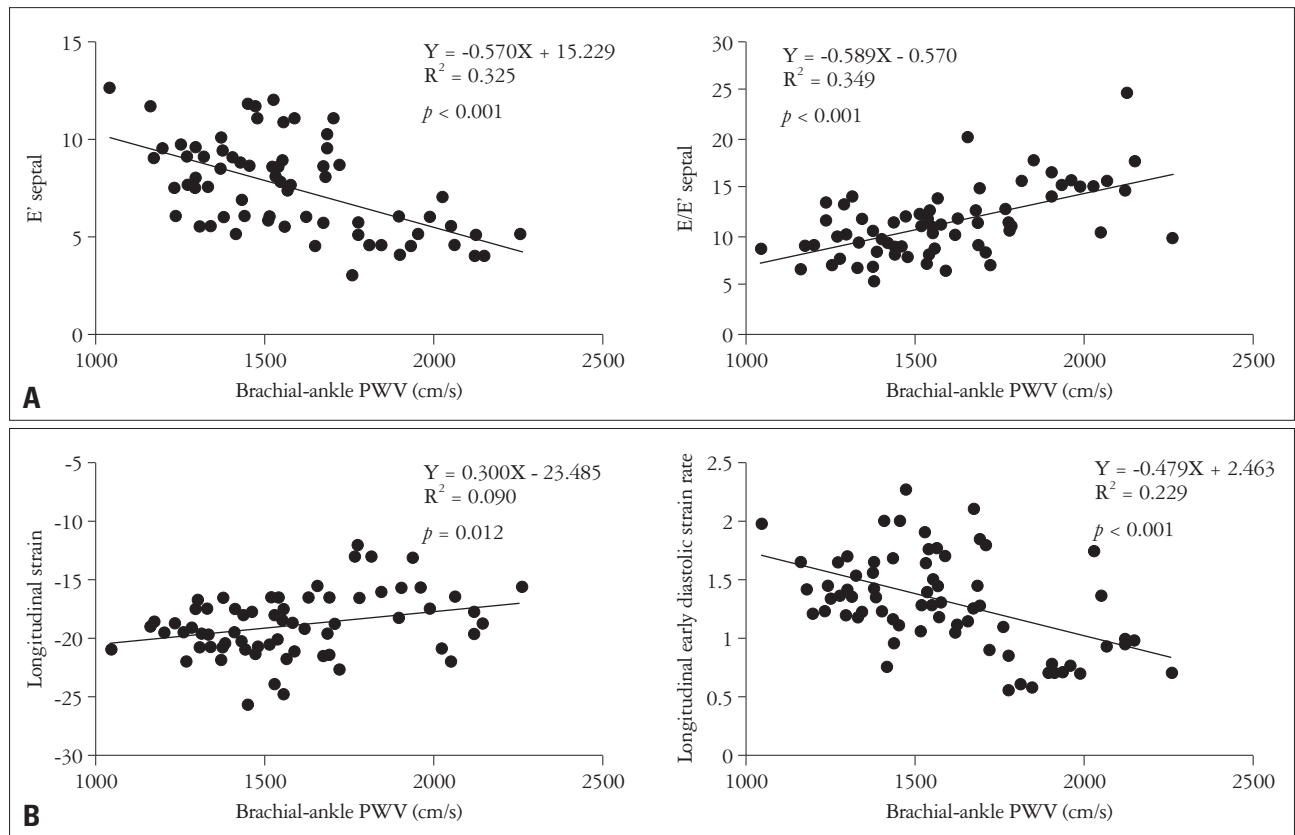 15
10
5
0
E' septal
Y = -0.570X + 15.229
R² = 0.325
p < 0.001
1000 1500 2000 2500
Brachial-ankle PWV (cm/s)
30
25
20
15
10
5
0
E/E' septal
Y = -0.589X - 0.570
R² = 0.349
p < 0.001
1000 1500 2000 2500
Brachial-ankle PWV (cm/s)
A
-5
-10
-15
-20
-25
-30
Longitudinal strain
Y = 0.300X - 23.485
R² = 0.090
p = 0.012
1000 1500 2000 2500
Brachial-ankle PWV (cm/s)
2.5
2
1.5
1
0.5
0
Longitudinal early diastolic strain rate
Y = -0.479X + 2.463
R² = 0.229
p < 0.001
1000 1500 2000 2500
Brachial-ankle PWV (cm/s)
B